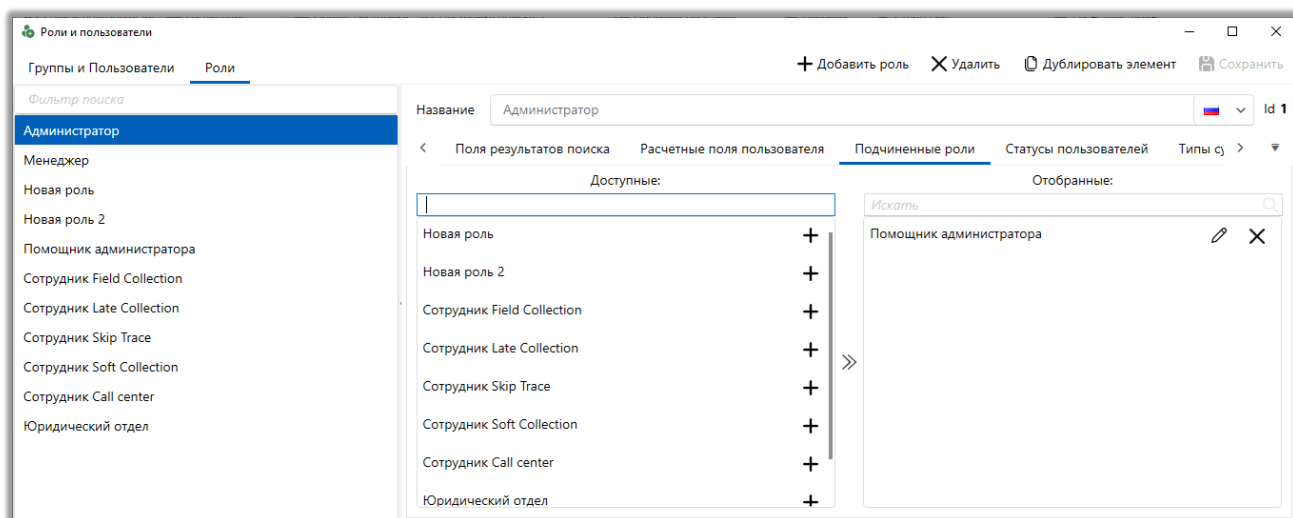 Роли и пользователи
Группы и Пользователи Роли
Добавить роль Удалить Дублировать элемент Сохранить
Фильтр поиска
Администратор
Менеджер
Новая роль
Новая роль 2
Помощник администратора
Сотрудник Field Collection
Сотрудник Late Collection
Сотрудник Skip Trace
Сотрудник Soft Collection
Сотрудник Call center
Юридический отдел
Название Администратор Id 1
Поля результатов поиска Расчетные поля пользователя Подчиненные роли Статусы пользователей Типы су
Доступные:
Новая роль
Новая роль 2
Сотрудник Field Collection
Сотрудник Late Collection
Сотрудник Skip Trace
Сотрудник Soft Collection
Сотрудник Call center
Юридический отдел
Отобранные:
Искать
Помощник администратора